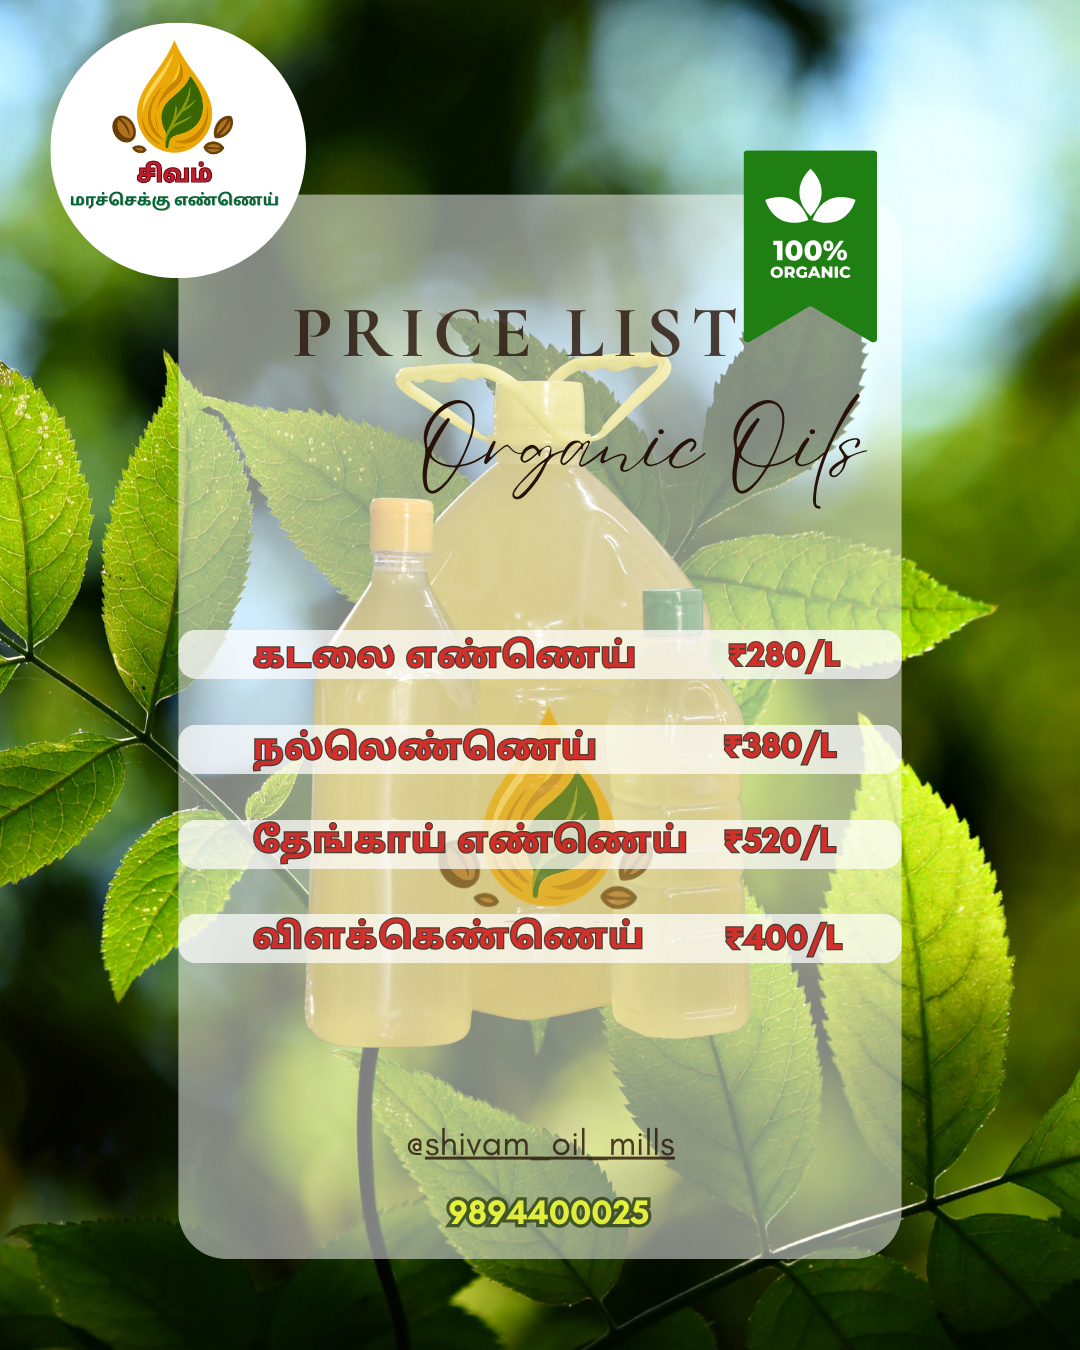 சிவம்
மரச்செக்கு எண்ணெய்
100%
ORGANIC
PRICE LIST
Organic Oils
கடலை எண்ணெய் ₹280/L
நல்லெண்ணெய் ₹380/L
தேங்காய் எண்ணெய் ₹520/L
விளக்கெண்ணெய் ₹400/L
@shivam_oil_mills
9894400025